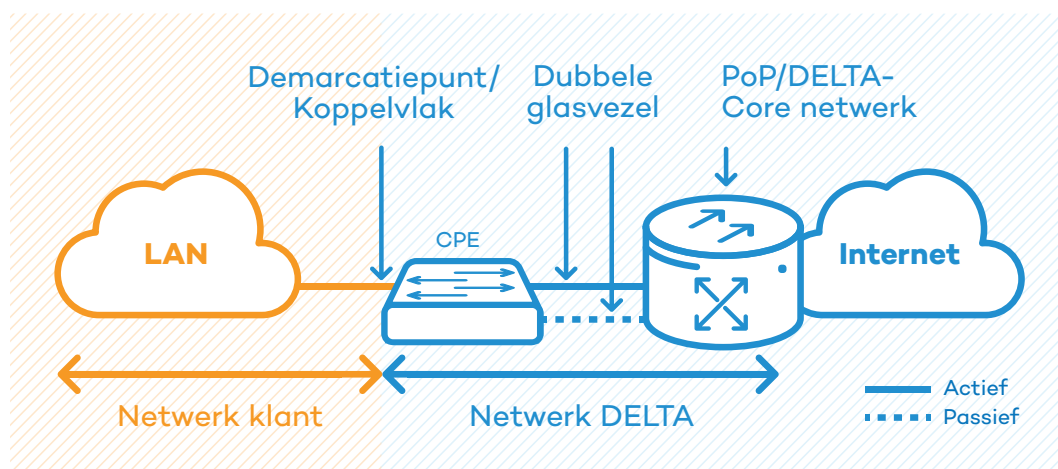 Demarcatiepunt/
Koppelvlak
Dubbele
glasvezel
PoP/DELTA-
Core netwerk
CPE
LAN
Internet
Netwerk klant
Netwerk DELTA
Actief
Passief